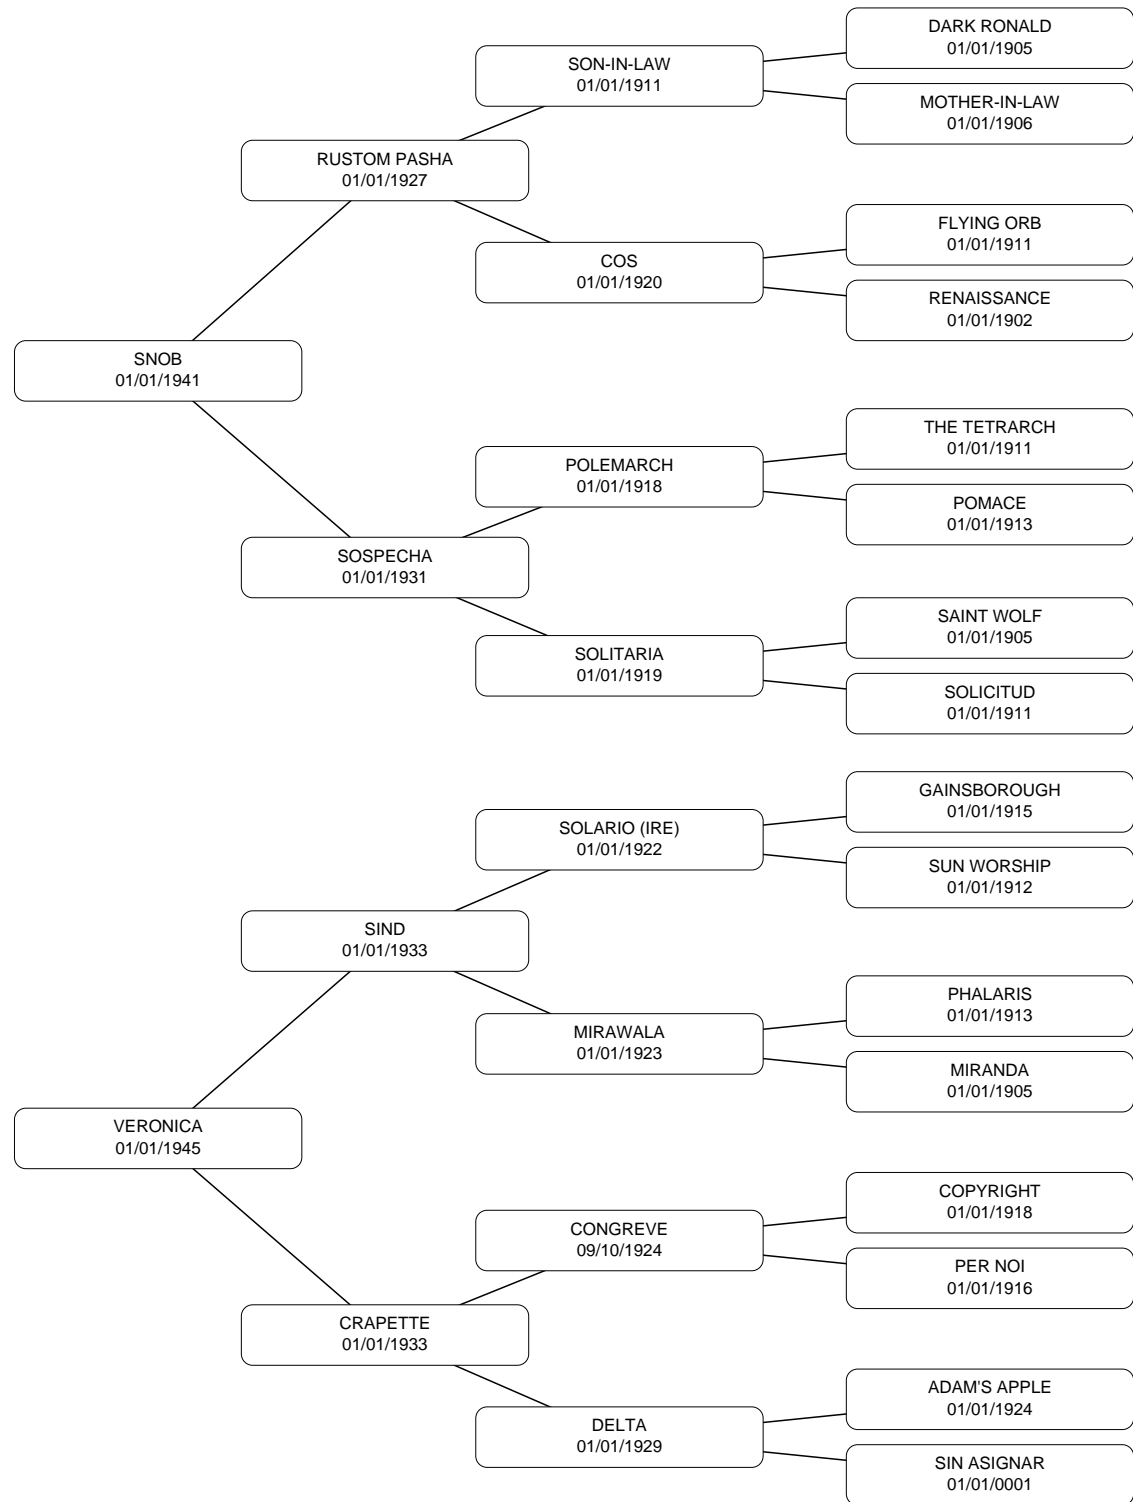 DARK RONALD
01/01/1905
SON-IN-LAW
01/01/1911
MOTHER-IN-LAW
01/01/1906
RUSTOM PASHA
01/01/1927
FLYING ORB
01/01/1911
COS
01/01/1920
RENAISSANCE
01/01/1902
SNOB
01/01/1941
THE TETRARCH
01/01/1911
POLEMARCH
01/01/1918
POMACE
01/01/1913
SOSPECHA
01/01/1931
SAINT WOLF
01/01/1905
SOLITARIA
01/01/1919
SOLICITUD
01/01/1911
GAINSBOROUGH
01/01/1915
SOLARIO (IRE)
01/01/1922
SUN WORSHIP
01/01/1912
SIND
01/01/1933
PHALARIS
01/01/1913
MIRAWALA
01/01/1923
MIRANDA
01/01/1905
VERONICA
01/01/1945
COPYRIGHT
01/01/1918
CONGREVE
09/10/1924
PER NOI
01/01/1916
CRAPETTE
01/01/1933
ADAM'S APPLE
01/01/1924
DELTA
01/01/1929
SIN ASIGNAR
01/01/0001